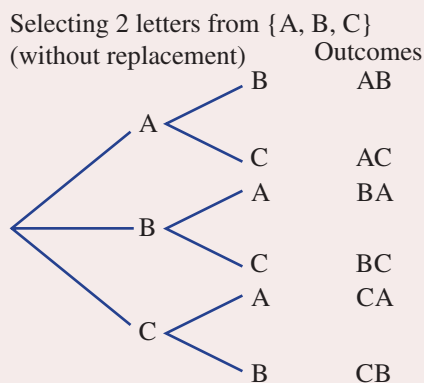 Selecting 2 letters from {A, B, C}
(without replacement) Outcomes
B AB
A
C AC
A BA
B
C BC
A CA
C
B CB